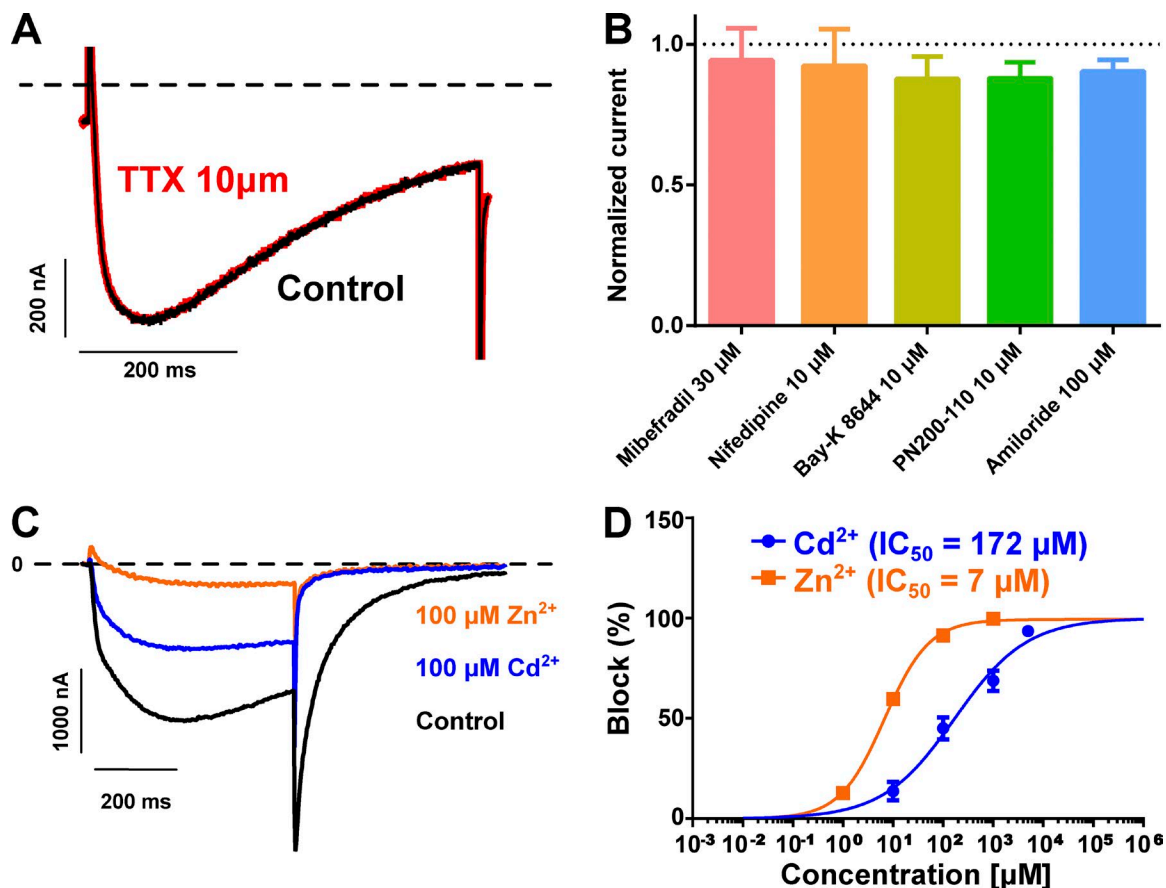 A
TTX 10µm
Control
200 nA
200 ms
B
Normalized current
1.0
0.5
0.0
Mibefradil 30 µM
Nifedipine 10 µM
Bay-K 8644 10 µM
PN200-110 10 µM
Amiloride 100 µM
C
0
100 µM Zn²⁺
100 µM Cd²⁺
Control
1000 nA
200 ms
D
Block (%)
150
100
50
0
Cd²⁺ (IC₅₀ = 172 µM)
Zn²⁺ (IC₅₀ = 7 µM)
10⁻³ 10⁻² 10⁻¹ 10⁰ 10¹ 10² 10³ 10⁴ 10⁵ 10⁶
Concentration [µM]